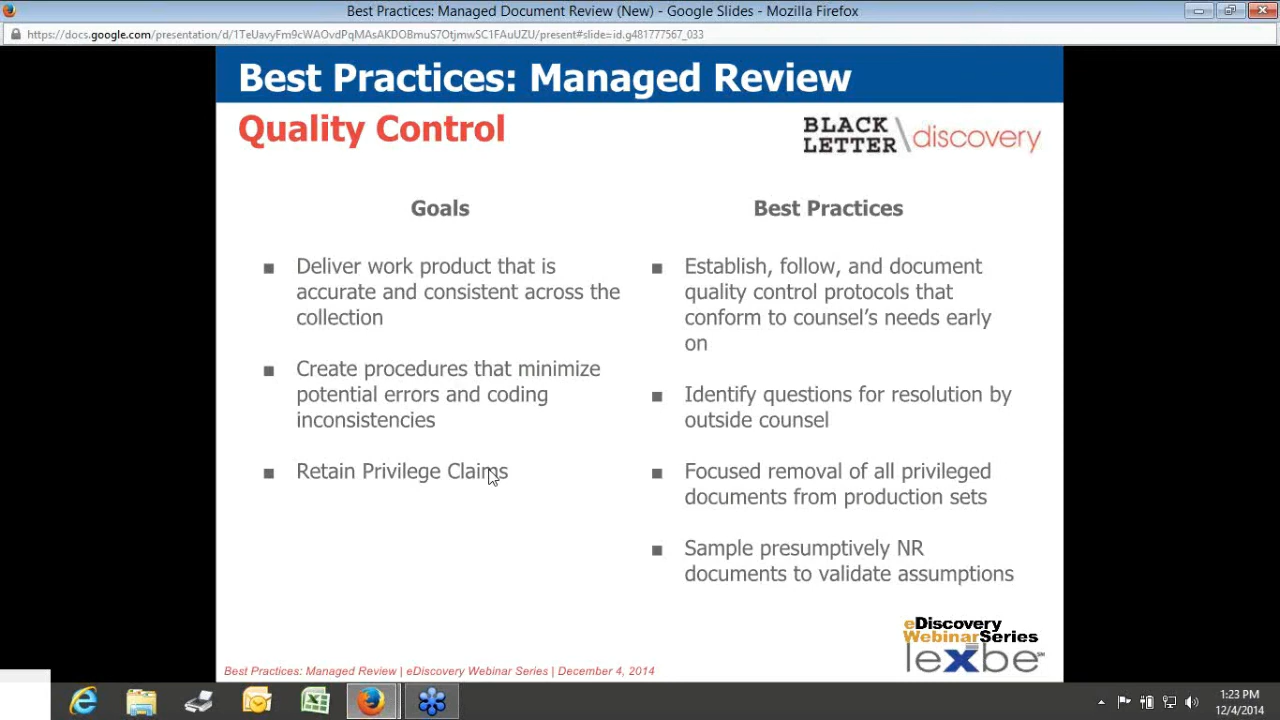 Best Practices: Managed Document Review (New) - Google Slides - Mozilla Firefox
https://docs.google.com/presentation/d/1TeUavyFm9cWAOvdPqMAsAKDOBmuS7OtjmwSC1FAuUZU/present#slide=id.g481777567_033
Best Practices: Managed Review
Quality Control
BLACK
LETTER
discovery
Goals
Deliver work product that is
accurate and consistent across the
collection
Create procedures that minimize
potential errors and coding
inconsistencies
Retain Privilege Claims
Best Practices
Establish, follow, and document
quality control protocols that
conform to counsel's needs early
on
Identify questions for resolution by
outside counsel
Focused removal of all privileged
documents from production sets
Sample presumptively NR
documents to validate assumptions
eDiscovery
WebinarSeries
lexbe
Best Practices: Managed Review | eDiscovery Webinar Series | December 4, 2014
1:23 PM
12/4/2014